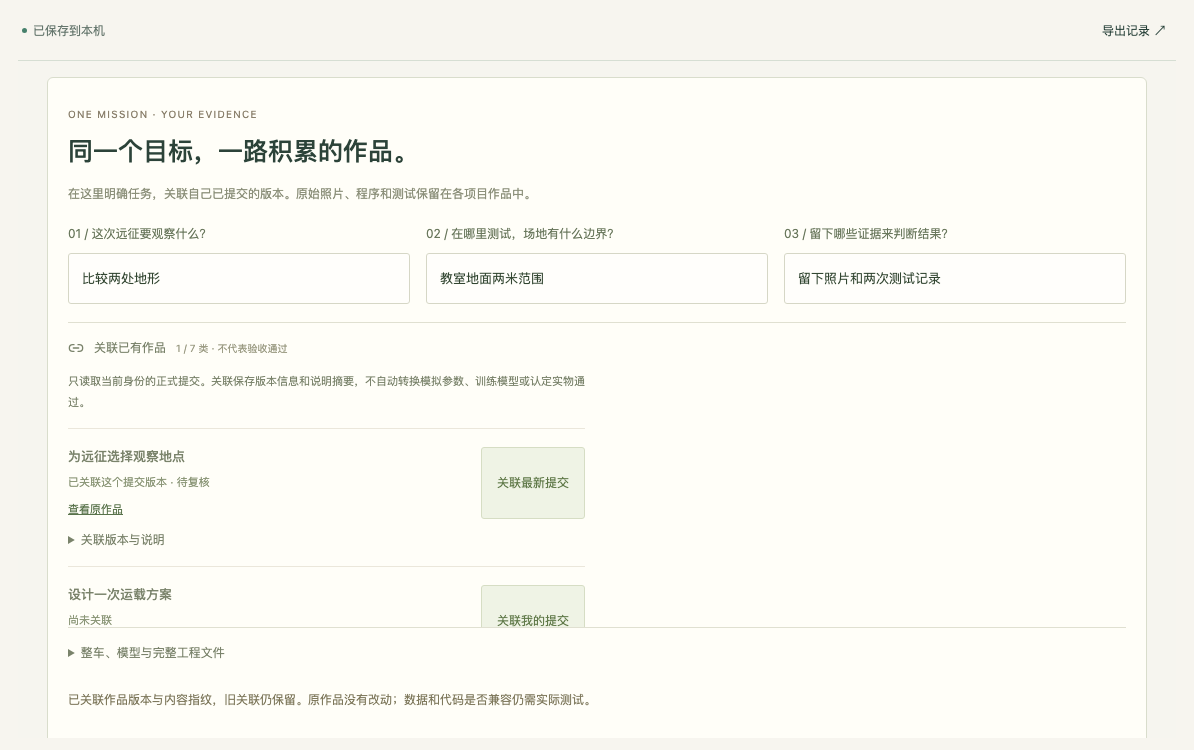 已保存到本机
导出记录 ↗
ONE MISSION · YOUR EVIDENCE
同一个目标，一路积累的作品。
在这里明确任务，关联自己已提交的版本。原始照片、程序和测试保留在各项目作品中。
01 / 这次远征要观察什么？
02 / 在哪里测试，场地有什么边界？
03 / 留下哪些证据来判断结果？
比较两处地形
教室地面两米范围
留下照片和两次测试记录
关联已有作品 1 / 7 类 · 不代表验收通过
只读取当前身份的正式提交。关联保存版本信息和说明摘要，不自动转换模拟参数、训练模型或认定实物通
过。
为远征选择观察地点
已关联这个提交版本 · 待复核
关联最新提交
查看原作品
关联版本与说明
设计一次运载方案
尚未关联
关联我的提交
整车、模型与完整工程文件
已关联作品版本与内容指纹，旧关联仍保留。原作品没有改动；数据和代码是否兼容仍需实际测试。